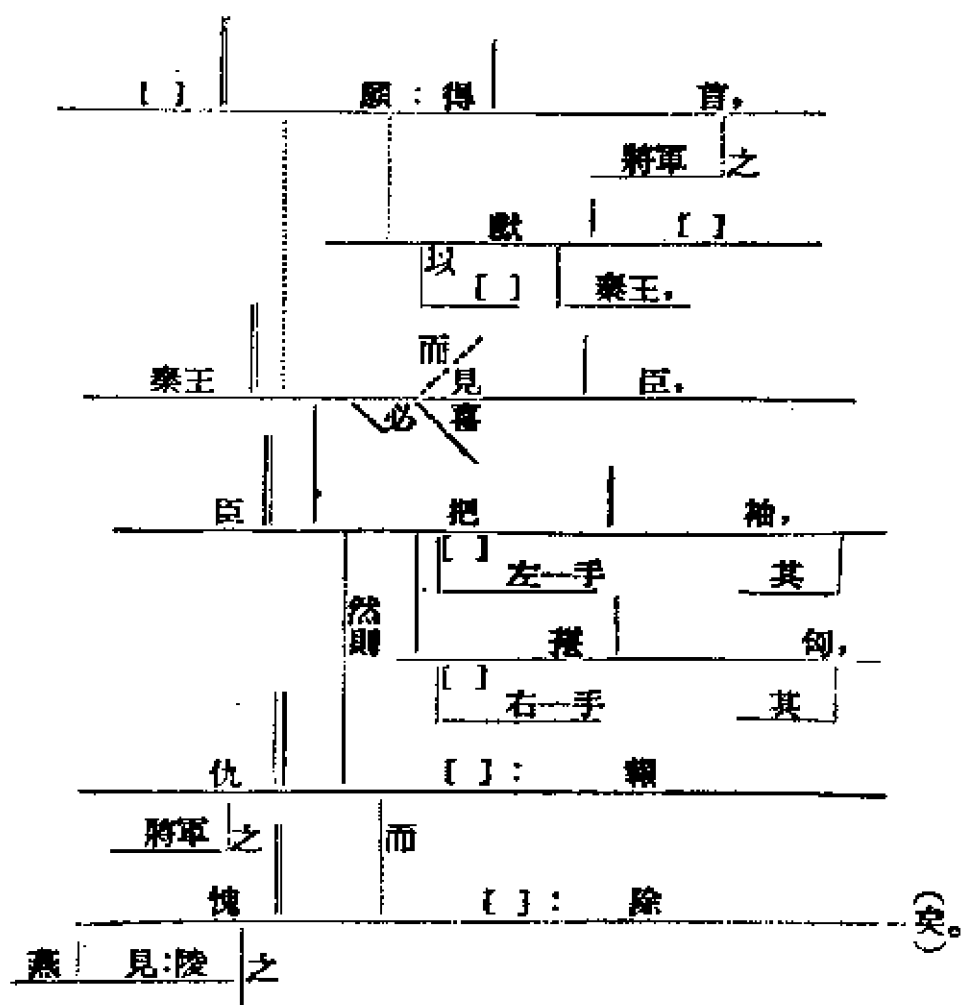 [ ] 願：得 首，
將軍 之
獻 [ ]
以 [ ] 秦王，
而
秦王 見 臣，
必 喜
臣 把 袖，
[ ] 左一手 其
然則 揕 匈，
[ ] 右一手 其
仇 [ ]： 報
將軍 之 而
愧 [ ]： 除 (矣)。
燕 見：陵 之